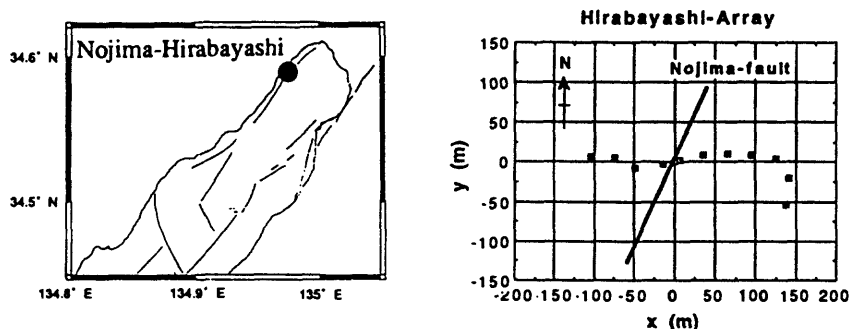 Nojima-Hirabayashi
34.6° N
34.5° N
134.8° E
134.9° E
135° E
Hirabayashi-Array
Nojima-fault
N
y (m)
150
100
50
0
-50
-100
-150
-200
-150
-100
-50
0
50
100
150
200
x (m)